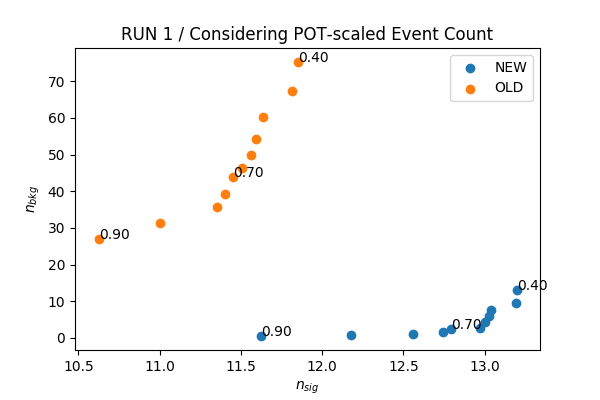 RUN 1 / Considering POT-scaled Event Count
NEW
OLD
0.40
0.70
0.90
0.40
0.70
0.90
n_bkg
70
60
50
40
30
20
10
0
10.5 11.0 11.5 12.0 12.5 13.0
n_sig